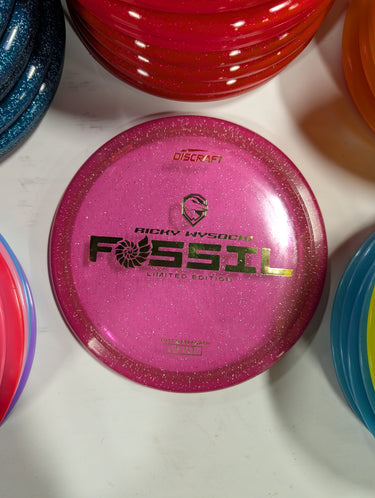 DISCRAFT
RICKY WYSOCKI
FOSSIL
LIMITED EDITION